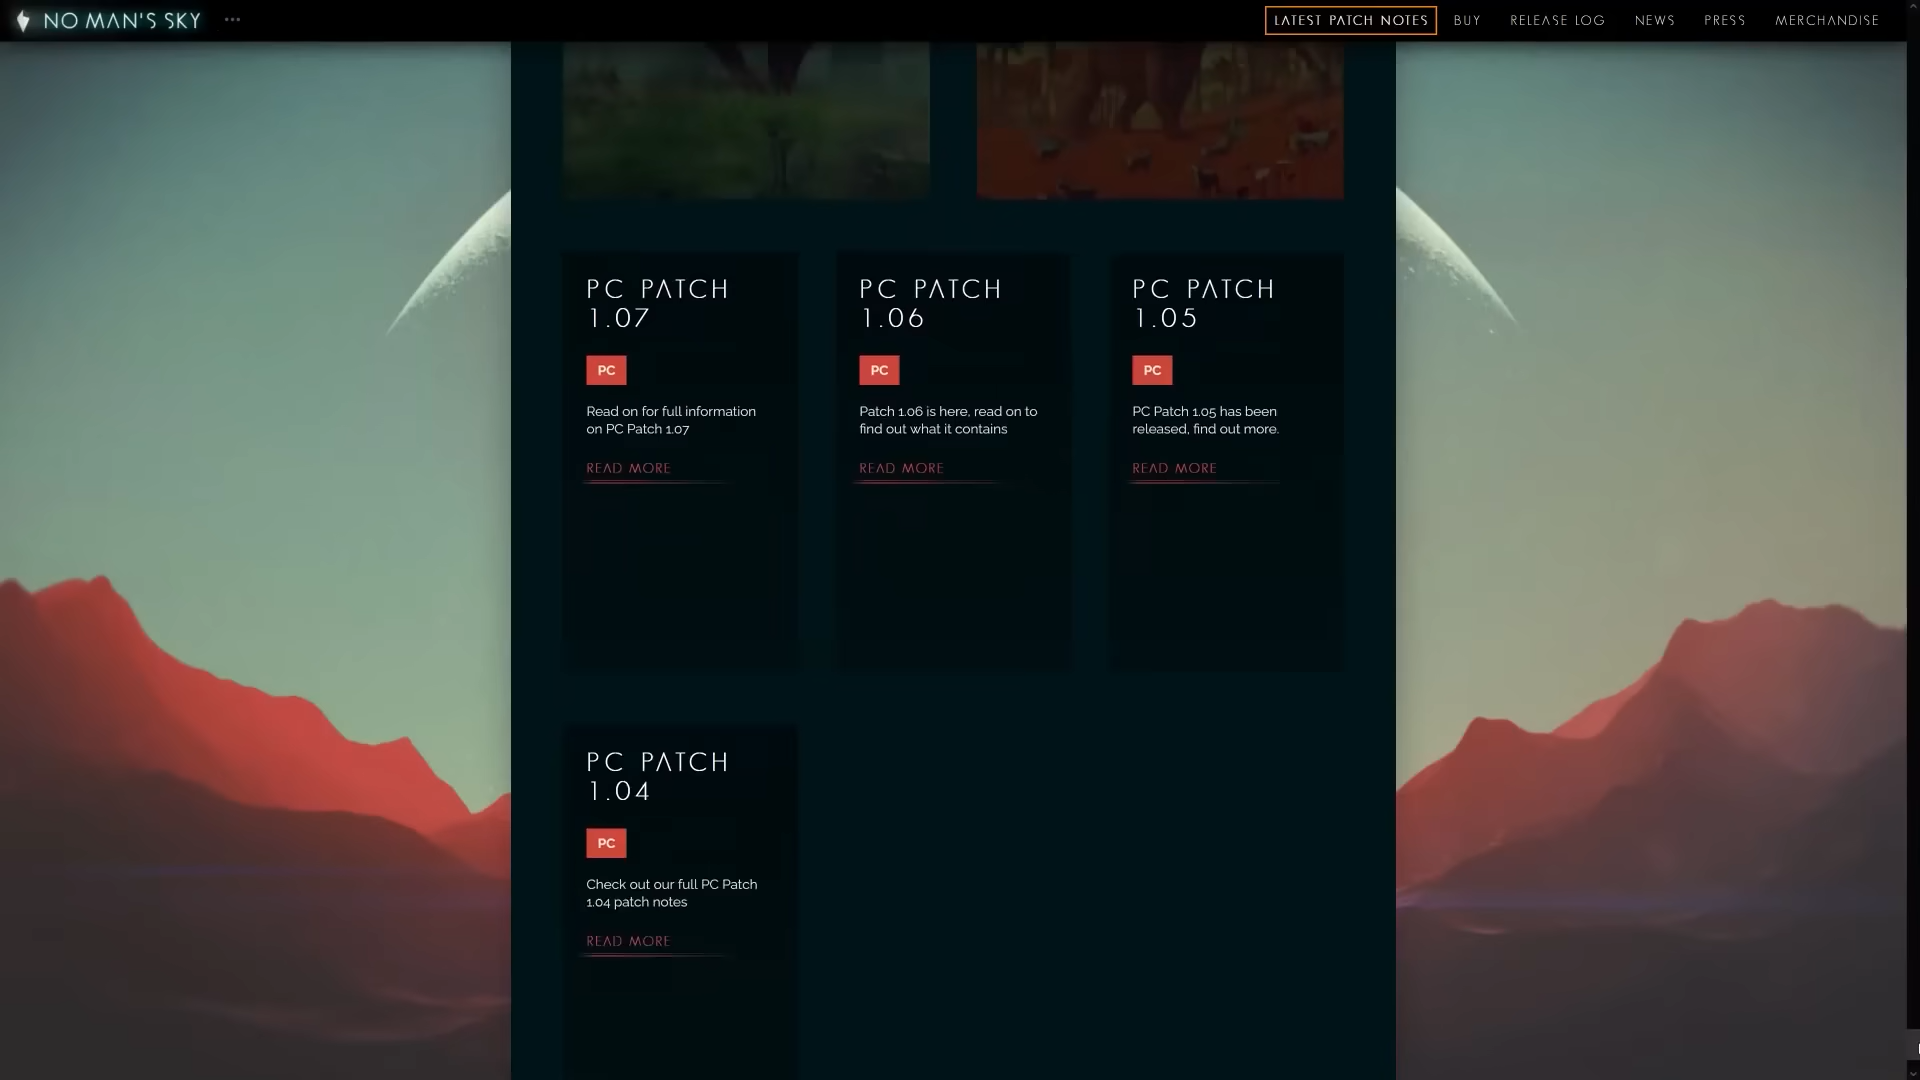 NO MAN'S SKY
LATEST PATCH NOTES
BUY
RELEASE LOG
NEWS
PRESS
MERCHANDISE
PC PATCH
1.07
PC
Read on for full information
on PC Patch 1.07
READ MORE
PC PATCH
1.06
PC
Patch 1.06 is here, read on to
find out what it contains
READ MORE
PC PATCH
1.05
PC
PC Patch 1.05 has been
released, find out more.
READ MORE
PC PATCH
1.04
PC
Check out our full PC Patch
1.04 patch notes
READ MORE